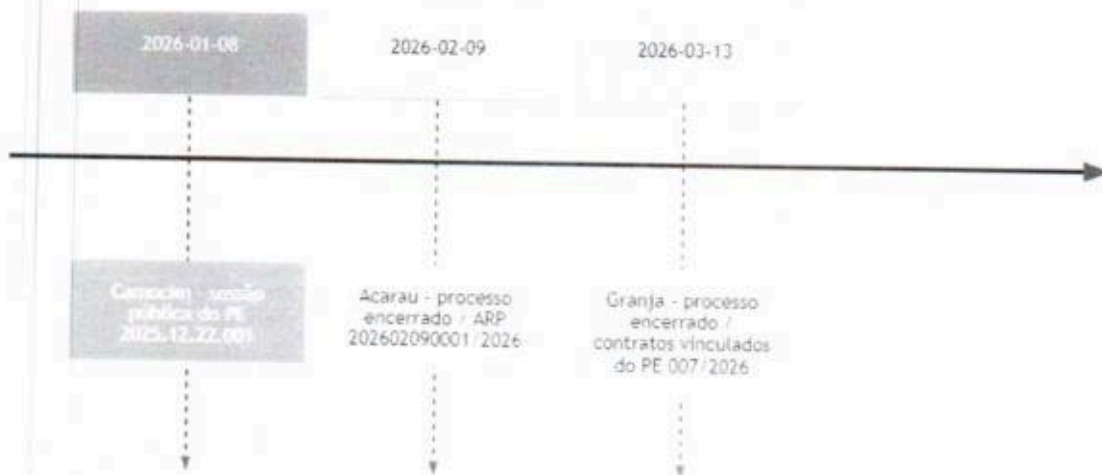 2026-01-08
2026-02-09
2026-03-13
Camocim - sessão
pública do PE
2025.12.22.001
Acarau - processo
encerrado / ARP
202602090001/2026
Granja - processo
encerrado /
contratos vinculados
do PE 007/2026